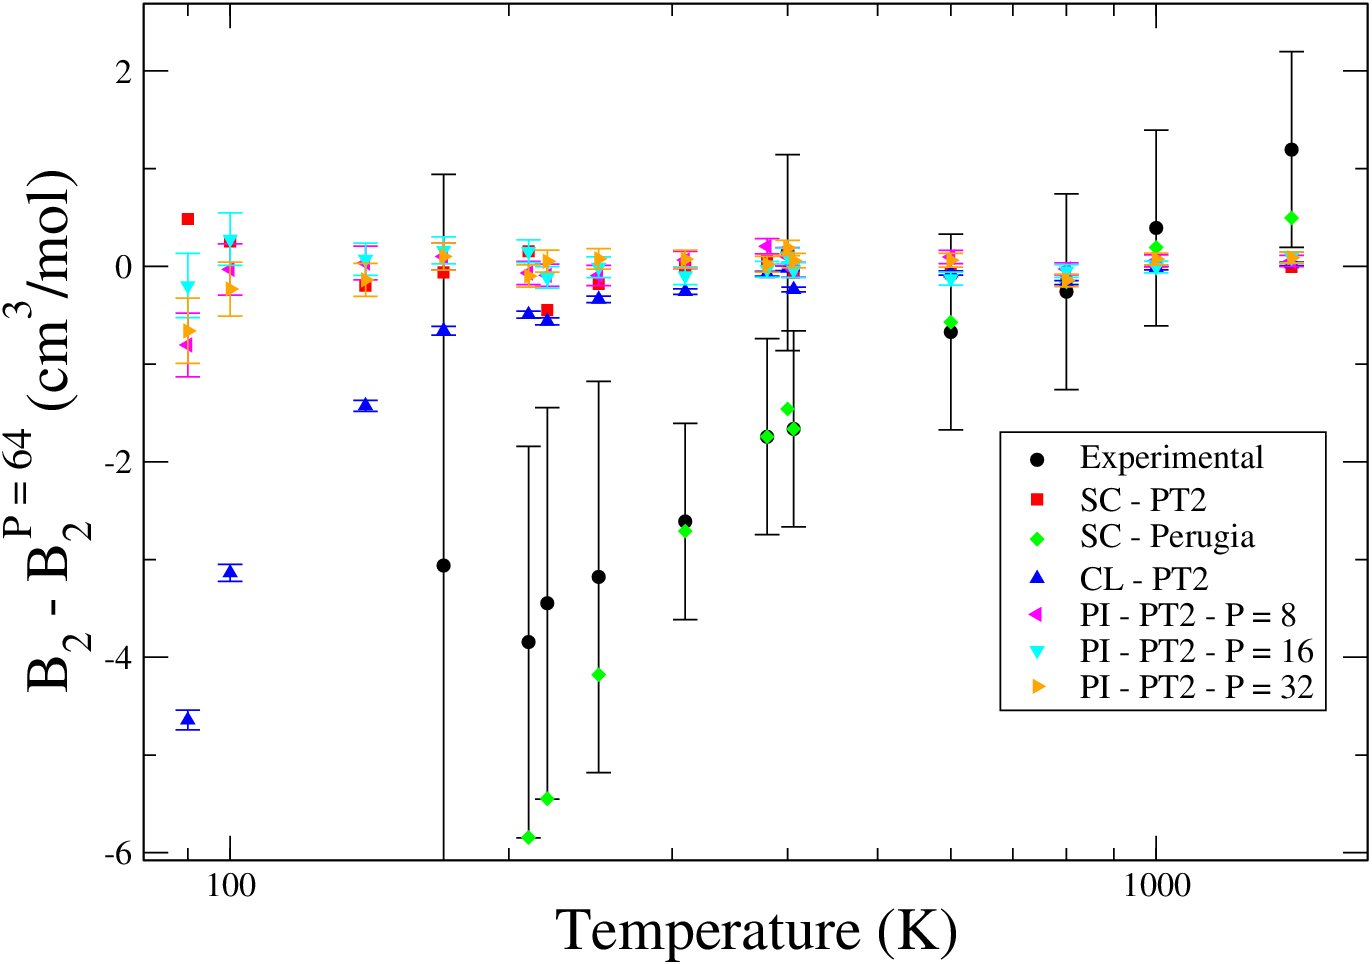 2
0
-2
-4
-6
B₂ - B₂^P = 64 (cm³/mol)
Experimental
SC - PT2
SC - Perugia
CL - PT2
PI - PT2 - P = 8
PI - PT2 - P = 16
PI - PT2 - P = 32
100
1000
Temperature (K)